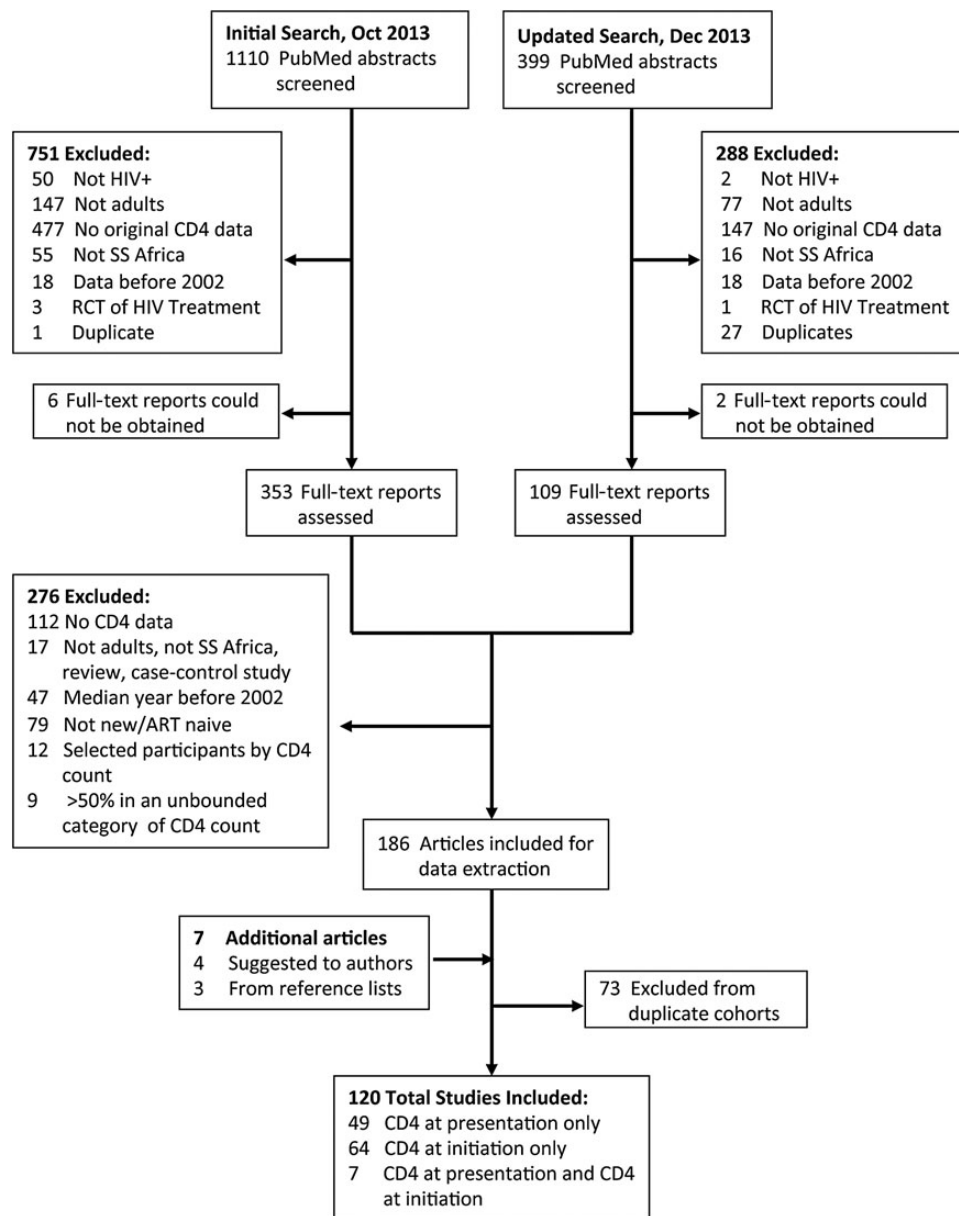 Initial Search, Oct 2013
1110 PubMed abstracts
screened
Updated Search, Dec 2013
399 PubMed abstracts
screened
751 Excluded:
50 Not HIV+
147 Not adults
477 No original CD4 data
55 Not SS Africa
18 Data before 2002
3 RCT of HIV Treatment
1 Duplicate
288 Excluded:
2 Not HIV+
77 Not adults
147 No original CD4 data
16 Not SS Africa
18 Data before 2002
1 RCT of HIV Treatment
27 Duplicates
6 Full-text reports could
not be obtained
2 Full-text reports could
not be obtained
353 Full-text reports
assessed
109 Full-text reports
assessed
276 Excluded:
112 No CD4 data
17 Not adults, not SS Africa,
review, case-control study
47 Median year before 2002
79 Not new/ART naive
12 Selected participants by CD4
count
9 >50% in an unbounded
category of CD4 count
186 Articles included for
data extraction
7 Additional articles
4 Suggested to authors
3 From reference lists
73 Excluded from
duplicate cohorts
120 Total Studies Included:
49 CD4 at presentation only
64 CD4 at initiation only
7 CD4 at presentation and CD4
at initiation